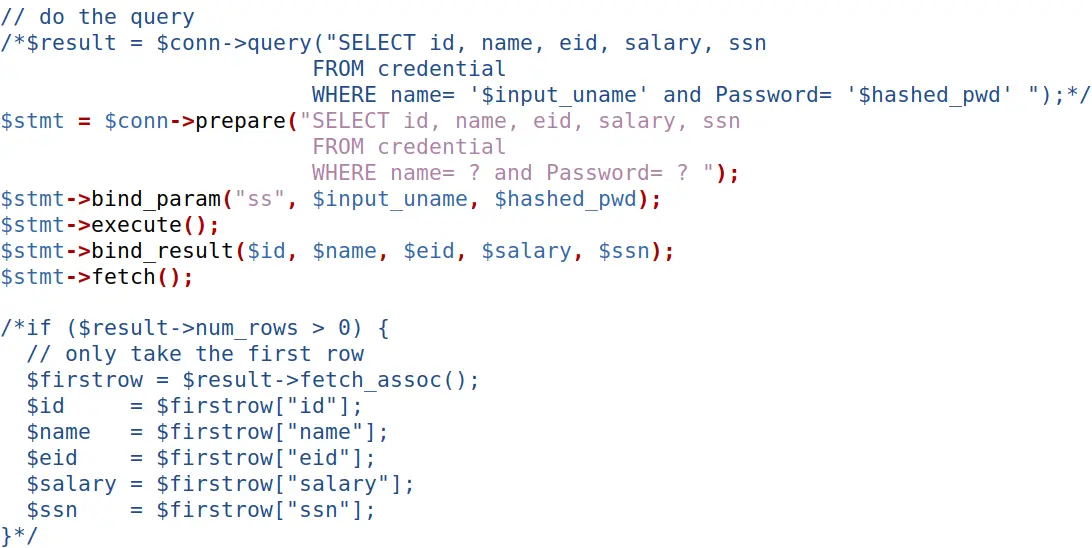 // do the query
/*$result = $conn->query("SELECT id, name, eid, salary, ssn
                        FROM credential
                        WHERE name= '$input_uname' and Password= '$hashed_pwd' ");*/
$stmt = $conn->prepare("SELECT id, name, eid, salary, ssn
                        FROM credential
                        WHERE name= ? and Password= ? ");
$stmt->bind_param("ss", $input_uname, $hashed_pwd);
$stmt->execute();
$stmt->bind_result($id, $name, $eid, $salary, $ssn);
$stmt->fetch();

/*if ($result->num_rows > 0) {
  // only take the first row
  $firstrow = $result->fetch_assoc();
  $id     = $firstrow["id"];
  $name   = $firstrow["name"];
  $eid    = $firstrow["eid"];
  $salary = $firstrow["salary"];
  $ssn    = $firstrow["ssn"];
}*/